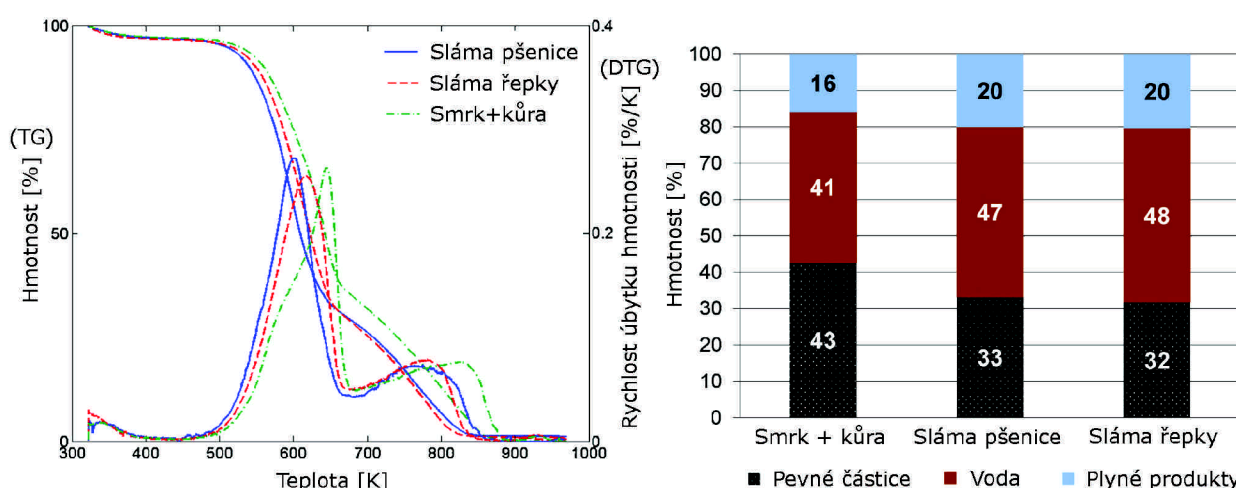 100
50
0
(TG)
Hmotnost [%]
300
400
500
600
700
800
900
1000
Teplota [K]
0.4
0.2
0
(DTG)
Rychlost úbytku hmotnosti [%/K]
Sláma pšenice
Sláma řepky
Smrk+kůra
100
90
80
70
60
50
40
30
20
10
0
Hmotnost [%]
16
20
20
41
47
48
43
33
32
Smrk + kůra
Sláma pšenice
Sláma řepky
Pevné částice
Voda
Plyné produkty